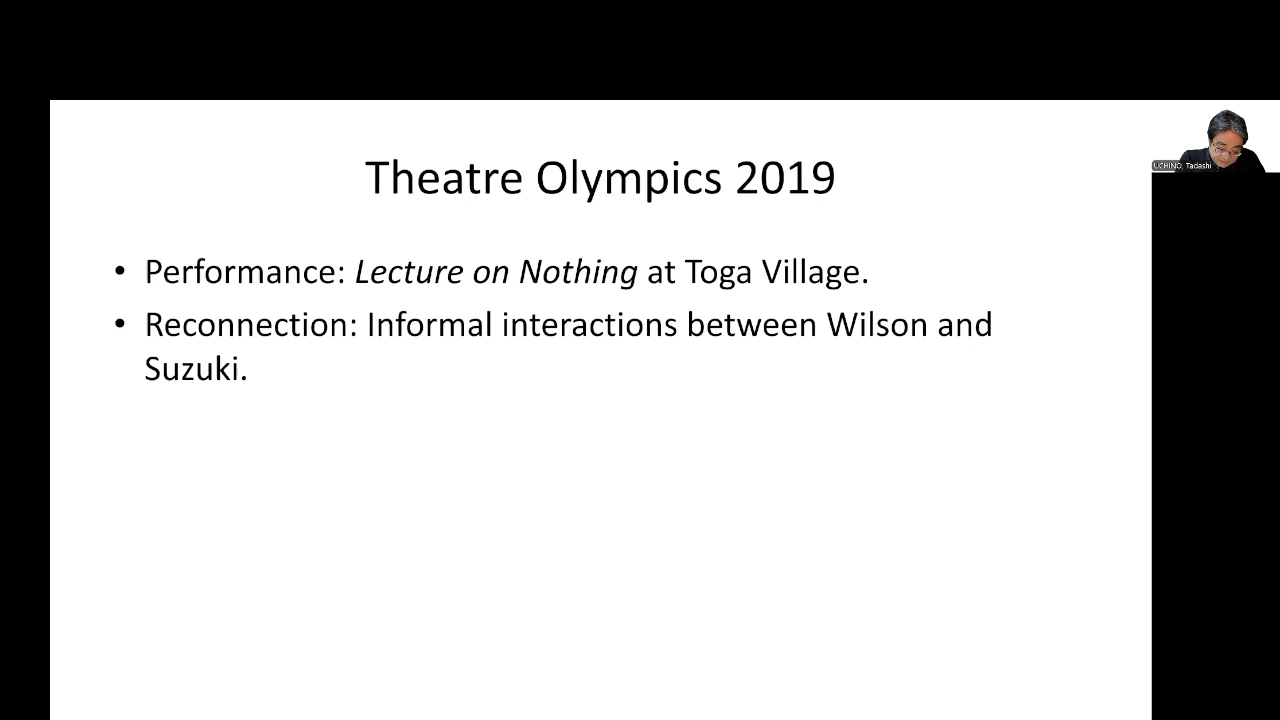 Theatre Olympics 2019
• Performance: Lecture on Nothing at Toga Village.
• Reconnection: Informal interactions between Wilson and
Suzuki.
UCHINO, Tadashi